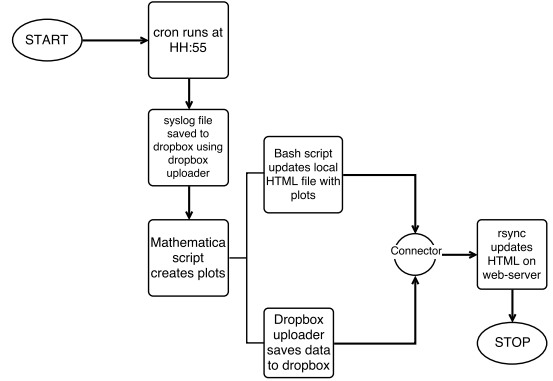 START
cron runs at
HH:55
syslog file
saved to
dropbox using
dropbox
uploader
Mathematica
script
creates plots
Bash script
updates local
HTML file with
plots
Dropbox
uploader
saves data
to dropbox
Connector
rsync
updates
HTML on
web-server
STOP